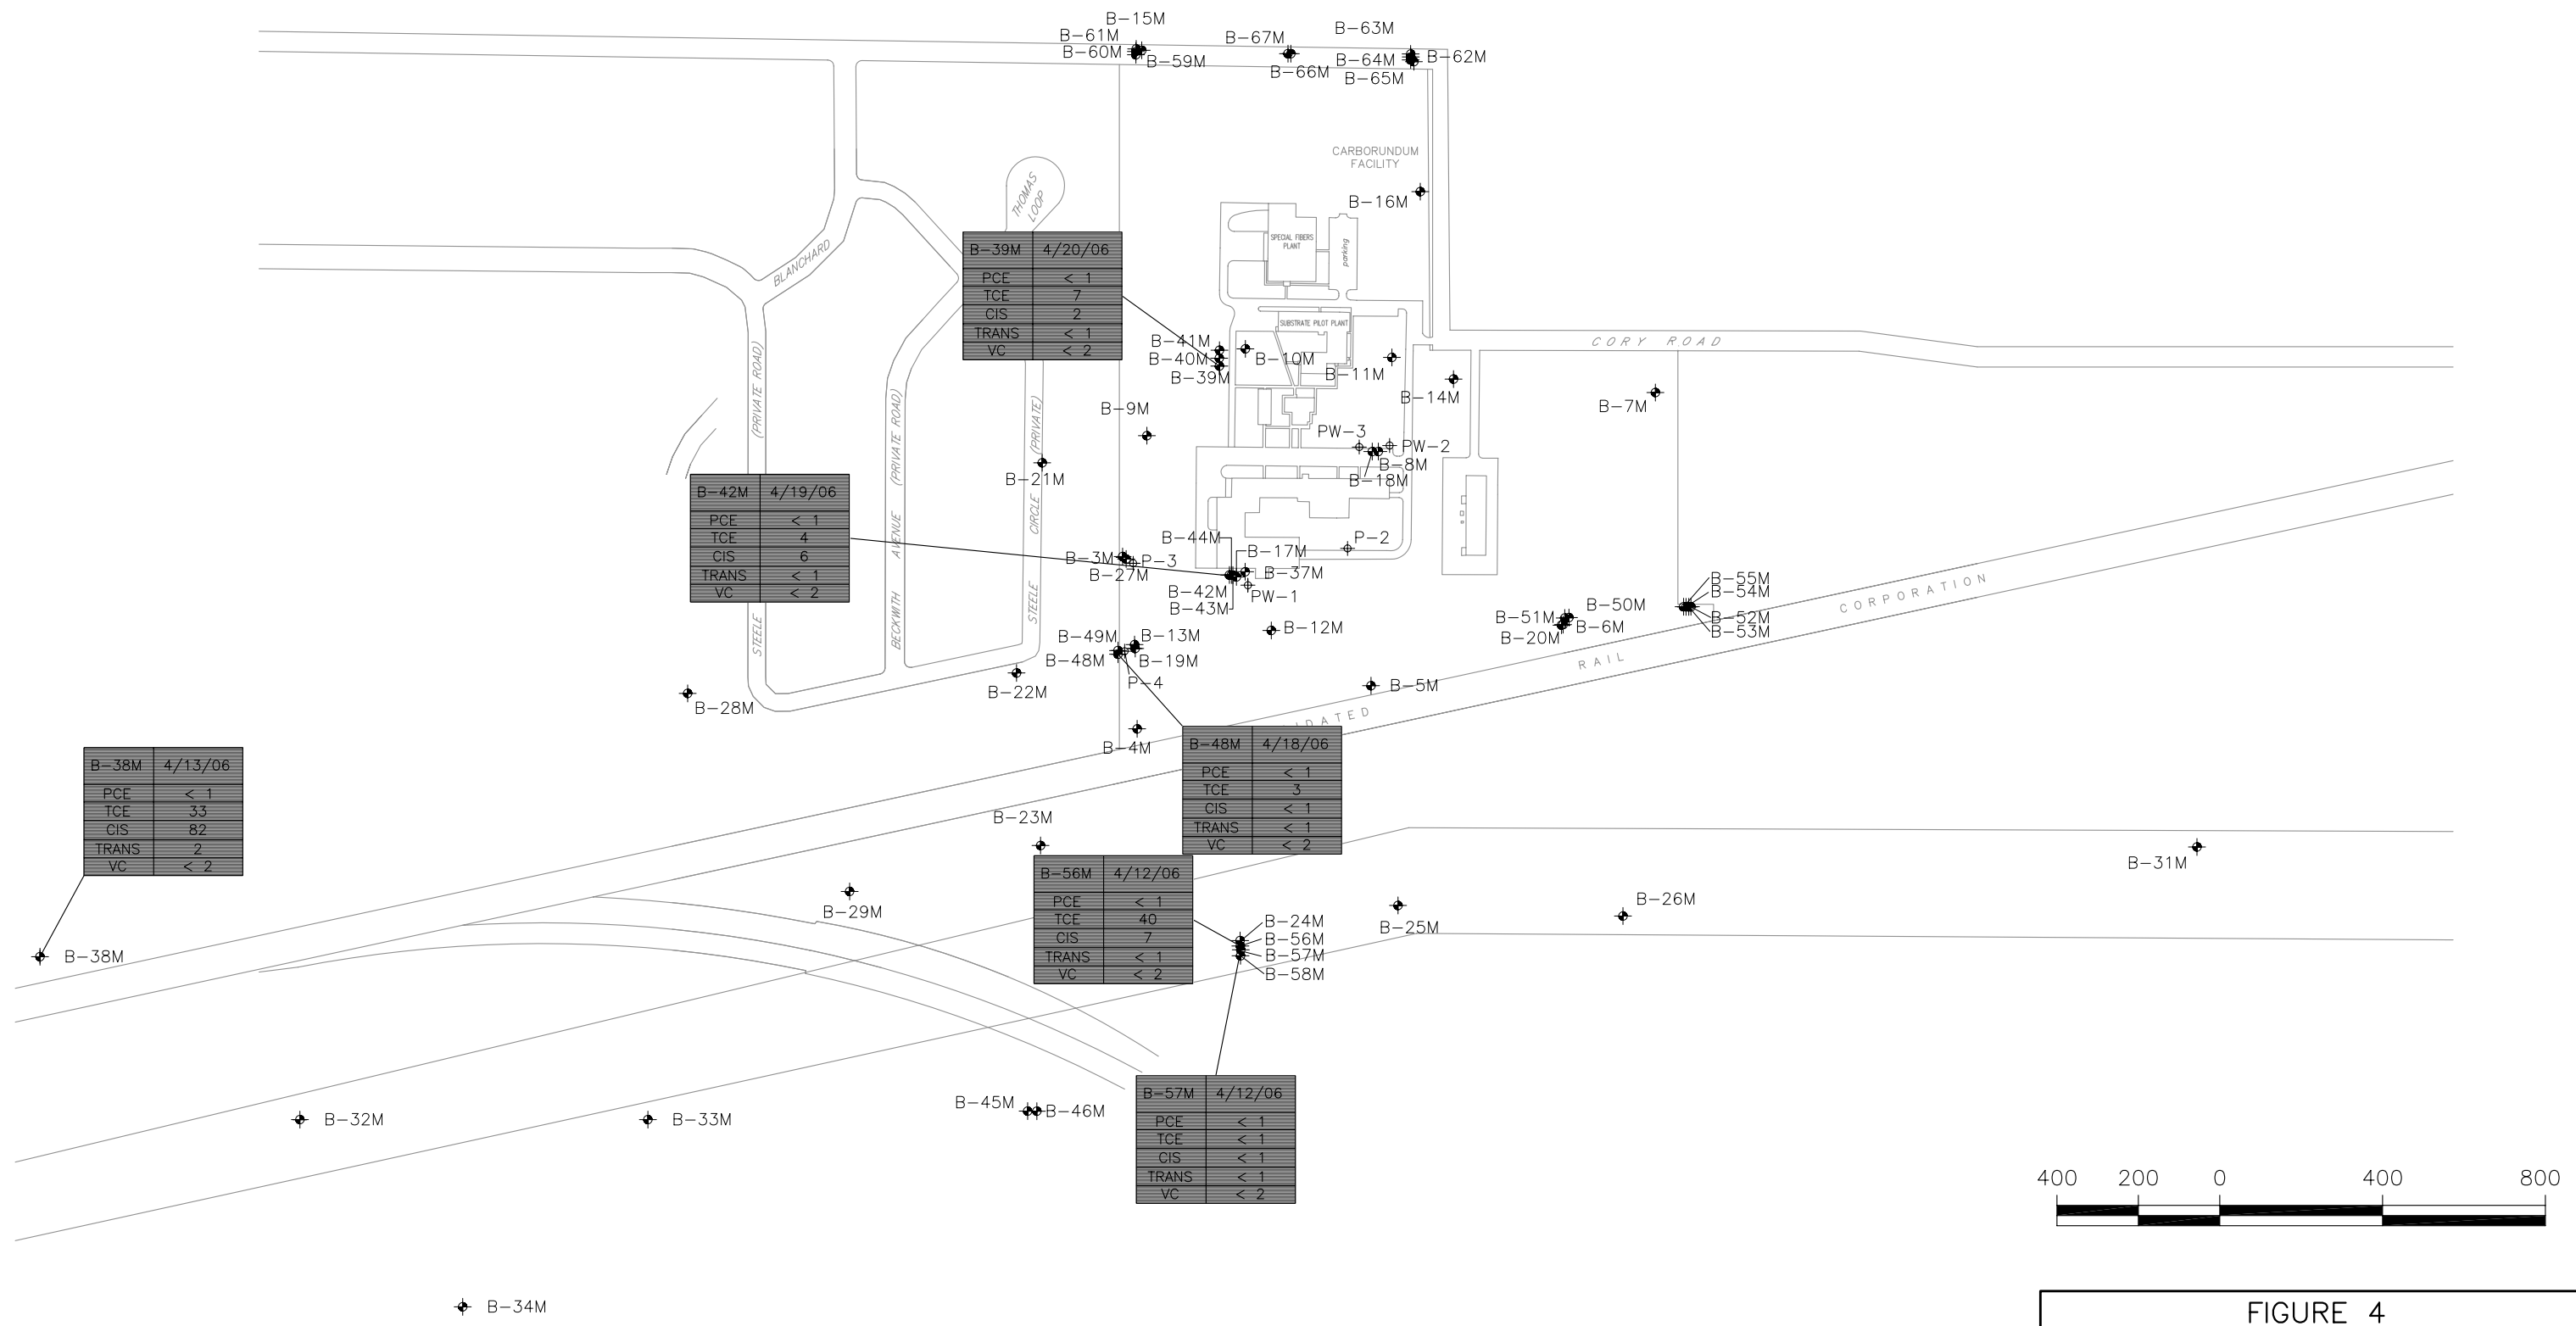 B-15M
B-61M
B-67M
B-63M
B-60M
B-59M
B-66M
B-64M
B-62M
B-65M
CARBORUNDUM
FACILITY
B-16M
THOMAS
LOOP
SPECIAL FIBERS
PLANT
parking
BLANCHARD
B-39M 4/20/06
PCE < 1
TCE 7
CIS 2
TRANS < 1
VC < 2
SUBSTRATE PILOT PLANT
B-41M
B-40M
B-39M
B-10M
B-11M
CORY ROAD
B-14M
B-7M
B-9M
STEELE (PRIVATE ROAD)
BECKWITH AVENUE (PRIVATE ROAD)
STEELE CIRCLE (PRIVATE)
PW-3
PW-2
B-8M
B-18M
B-21M
B-42M 4/19/06
PCE < 1
TCE 4
CIS 6
TRANS < 1
VC < 2
B-44M
B-17M
P-2
B-3M
P-3
B-27M
B-37M
B-42M
PW-1
B-43M
B-12M
B-55M
B-54M
B-52M
B-53M
B-51M
B-50M
B-6M
B-20M
B-49M
B-13M
B-48M
B-19M
P-4
B-22M
B-28M
B-5M
IDATED RAIL CORPORATION
B-4M
B-48M 4/18/06
PCE < 1
TCE 3
CIS < 1
TRANS < 1
VC < 2
B-38M 4/13/06
PCE < 1
TCE 33
CIS 82
TRANS 2
VC < 2
B-23M
B-31M
B-56M 4/12/06
PCE < 1
TCE 40
CIS 7
TRANS < 1
VC < 2
B-29M
B-24M
B-56M
B-57M
B-58M
B-25M
B-26M
B-38M
B-57M 4/12/06
PCE < 1
TCE < 1
CIS < 1
TRANS < 1
VC < 2
B-32M
B-33M
B-45M
B-46M
400 200 0 400 800
B-34M
FIGURE 4